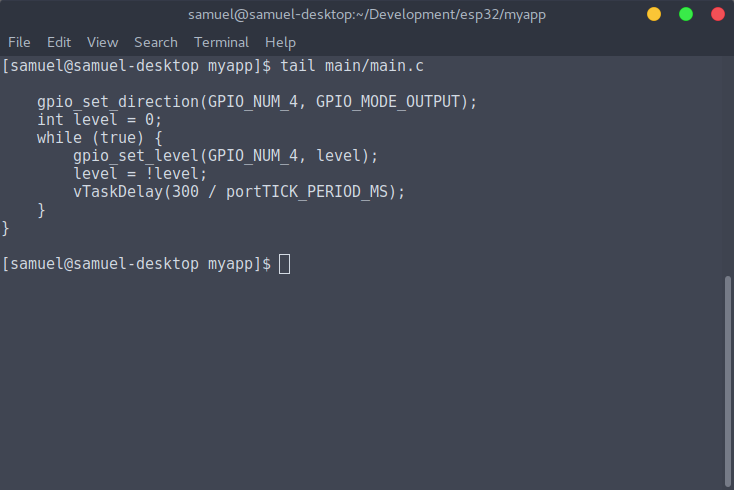 samuel@samuel-desktop:~/Development/esp32/myapp
File Edit View Search Terminal Help
[samuel@samuel-desktop myapp]$ tail main/main.c
    gpio_set_direction(GPIO_NUM_4, GPIO_MODE_OUTPUT);
    int level = 0;
    while (true) {
        gpio_set_level(GPIO_NUM_4, level);
        level = !level;
        vTaskDelay(300 / portTICK_PERIOD_MS);
    }
}
[samuel@samuel-desktop myapp]$